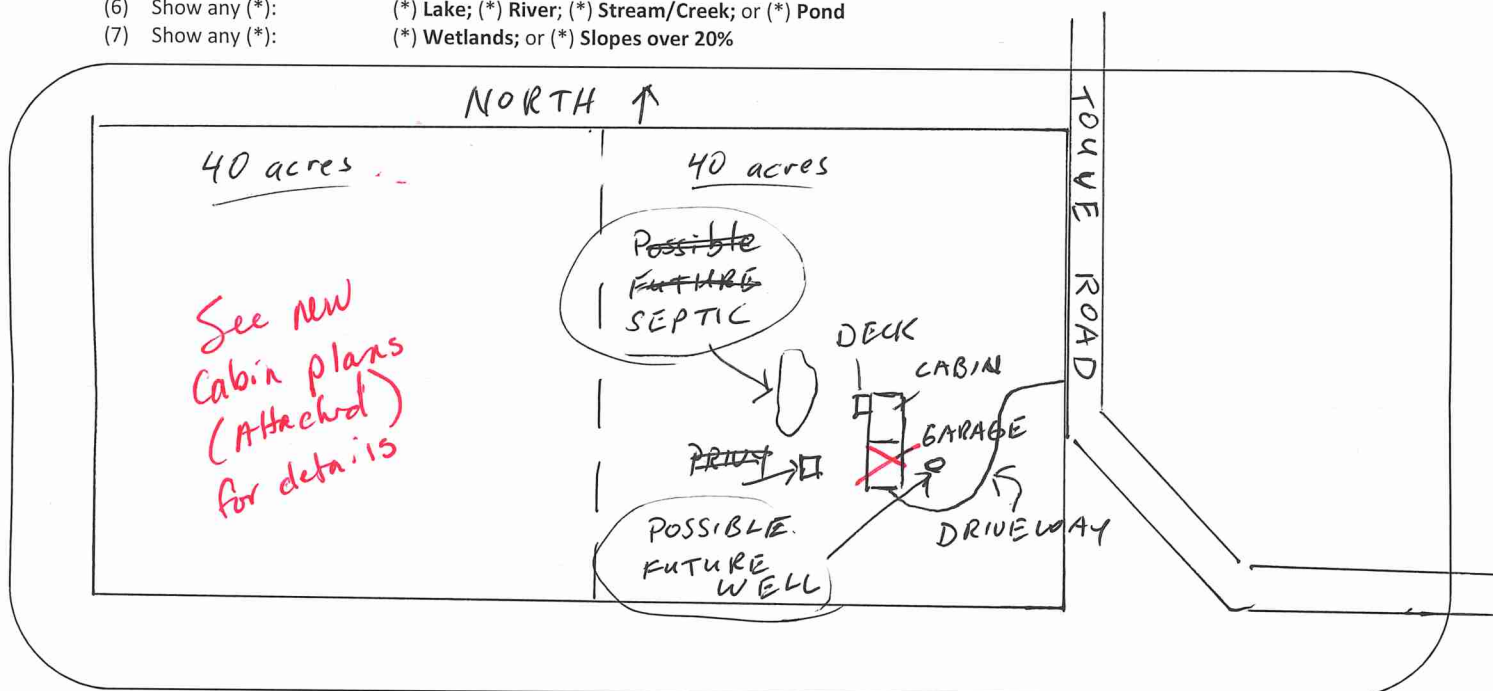 (6) Show any (*): (*) Lake; (*) River; (*) Stream/Creek; or (*) Pond
(7) Show any (*): (*) Wetlands; or (*) Slopes over 20%
NORTH ↑
40 acres
40 acres
TOUVE ROAD
Possible
FUTURE
SEPTIC
See new
Cabin plans
(Attached)
for details
DECK
CABIN
GARAGE
PRIVY
POSSIBLE
FUTURE
WELL
DRIVEWAY